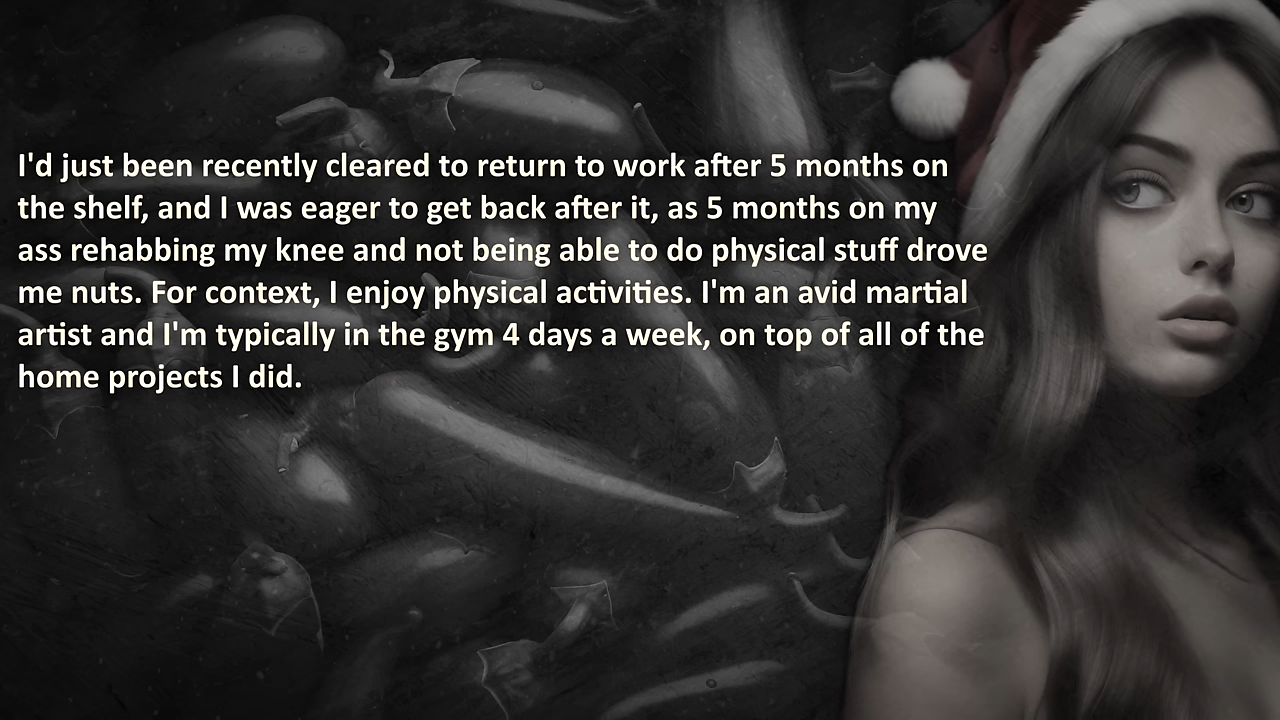 I'd just been recently cleared to return to work after 5 months on
the shelf, and I was eager to get back after it, as 5 months on my
ass rehabbing my knee and not being able to do physical stuff drove
me nuts. For context, I enjoy physical activities. I'm an avid martial
artist and I'm typically in the gym 4 days a week, on top of all of the
home projects I did.